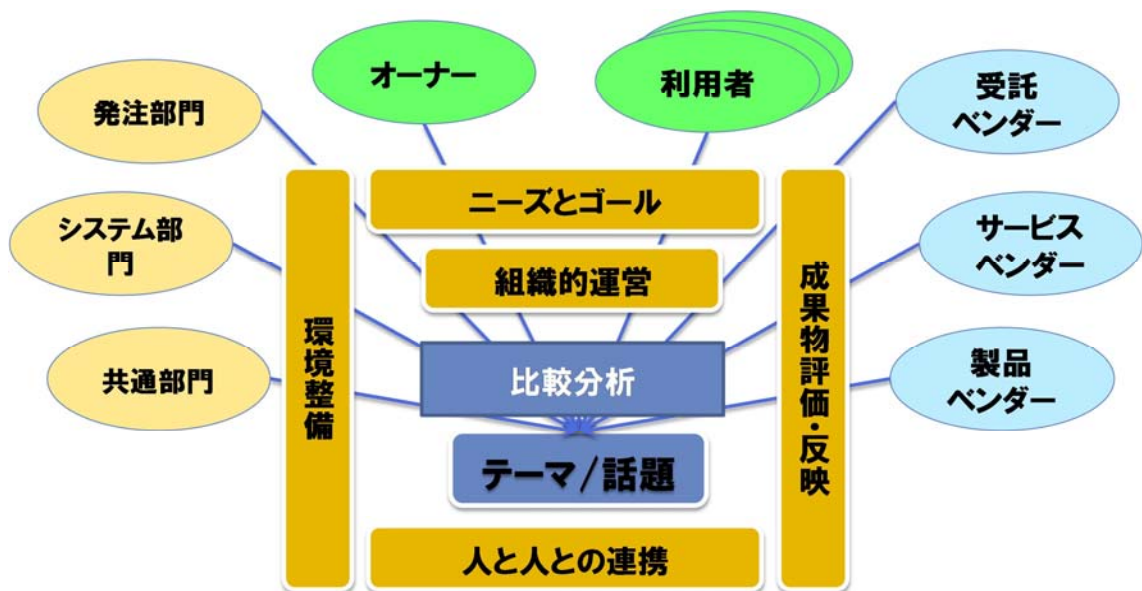 オーナー
利用者
発注部門
受託
ベンダー
ニーズとゴール
システム部
門
サービス
ベンダー
組織的運営
環境整備
成果物評価・反映
共通部門
比較分析
製品
ベンダー
テーマ/話題
人と人との連携